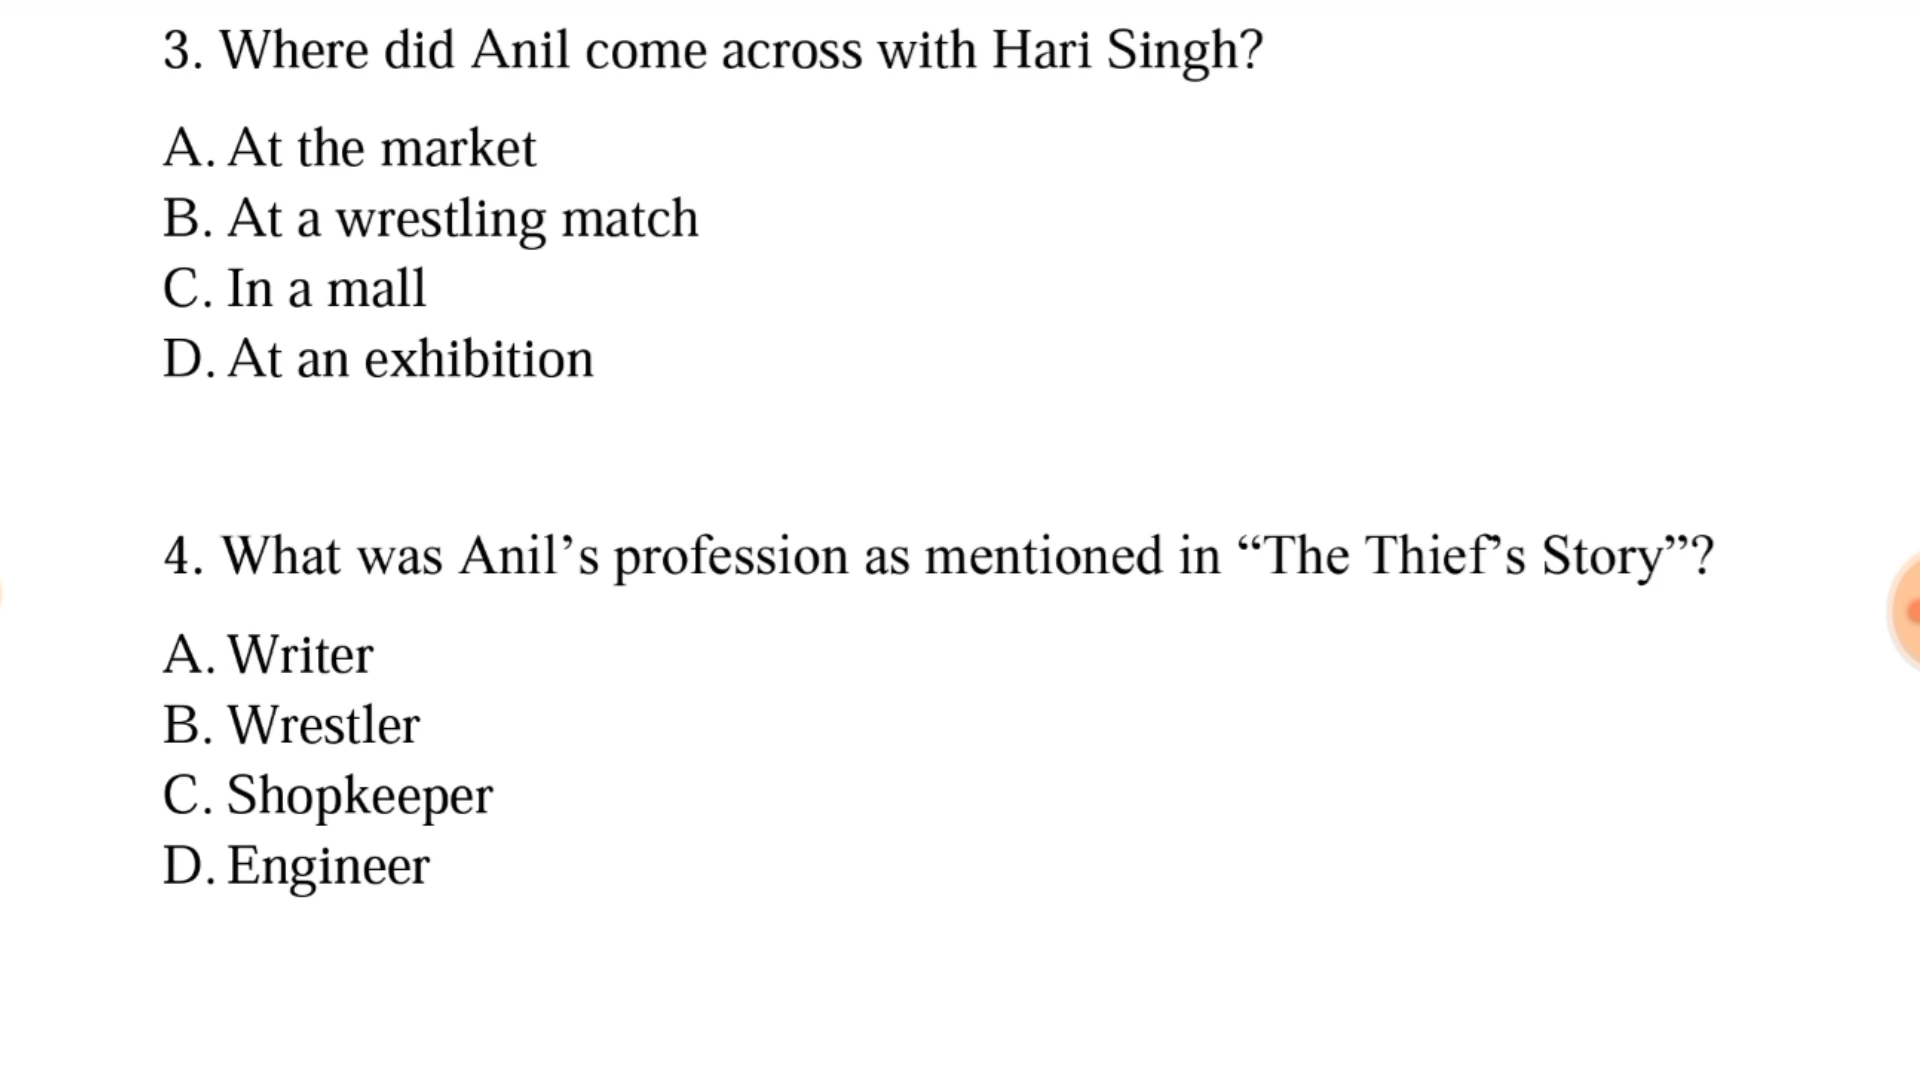 3. Where did Anil come across with Hari Singh?
A. At the market
B. At a wrestling match
C. In a mall
D. At an exhibition
4. What was Anil’s profession as mentioned in “The Thief’s Story”?
A. Writer
B. Wrestler
C. Shopkeeper
D. Engineer